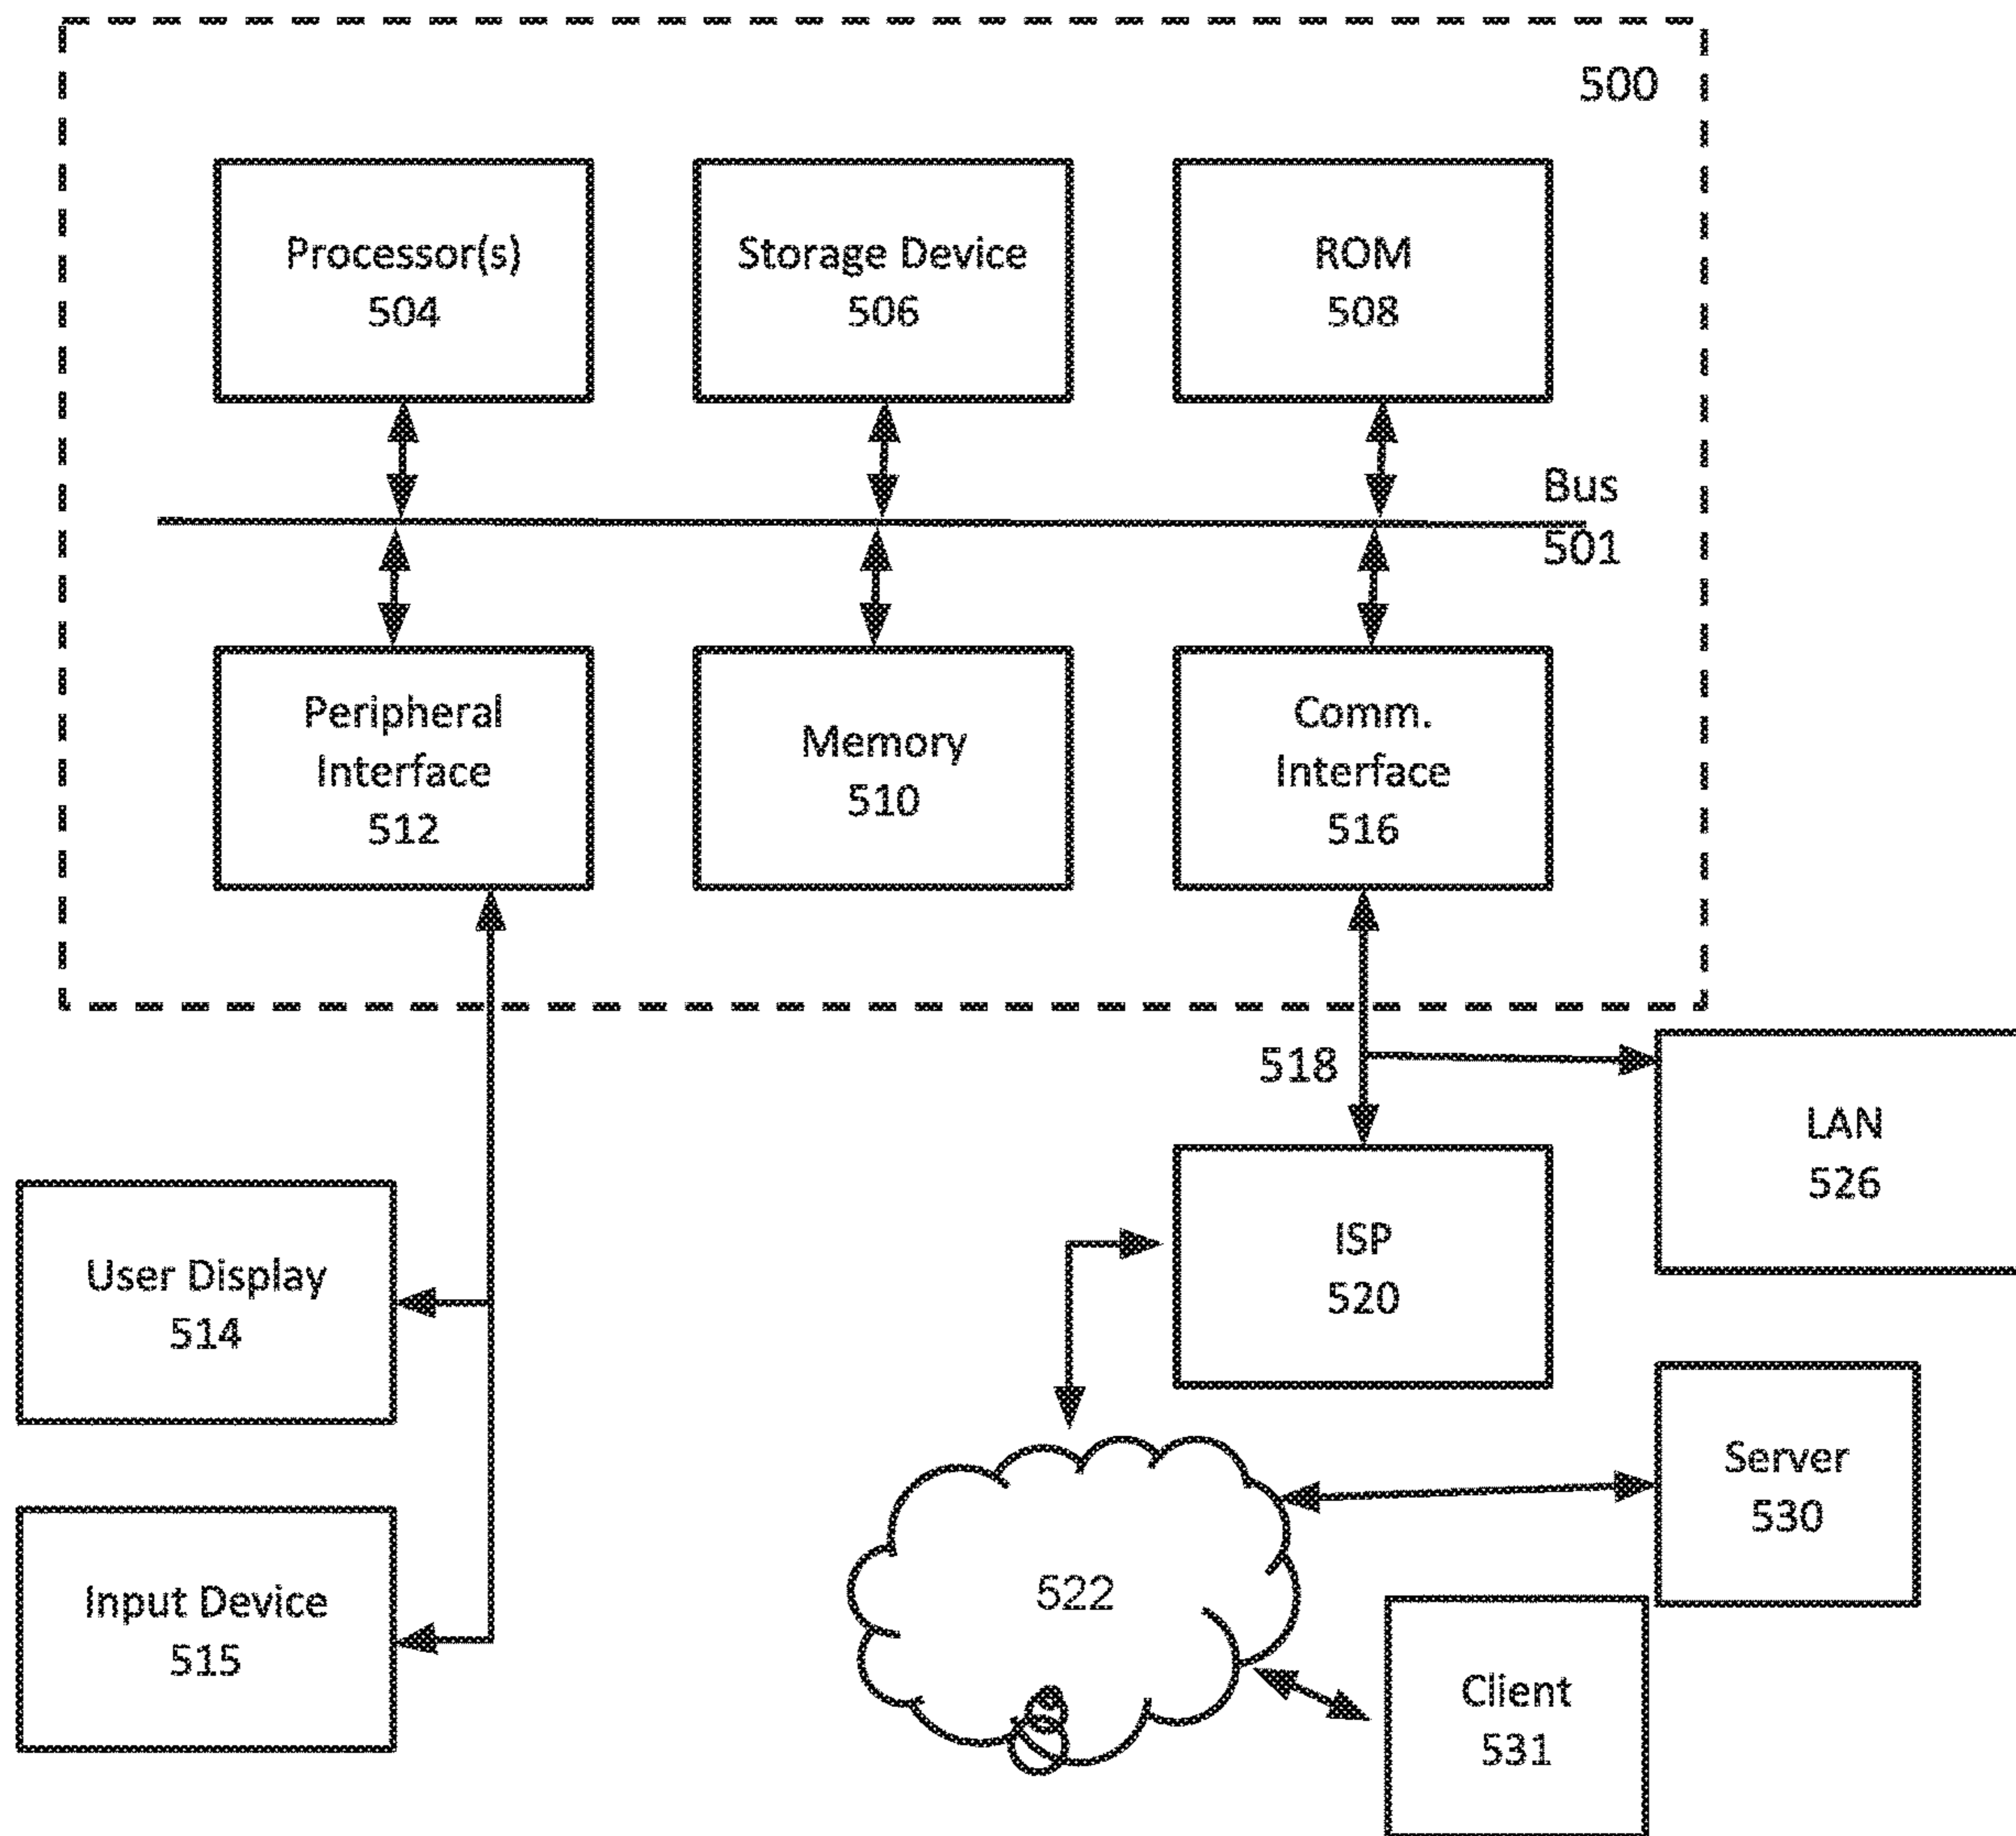 500
Processor(s)
504
Storage Device
506
ROM
508
Bus
501
Peripheral
Interface
512
Memory
510
Comm.
Interface
516
518
LAN
526
User Display
514
ISP
520
Server
530
Input Device
515
522
Client
531